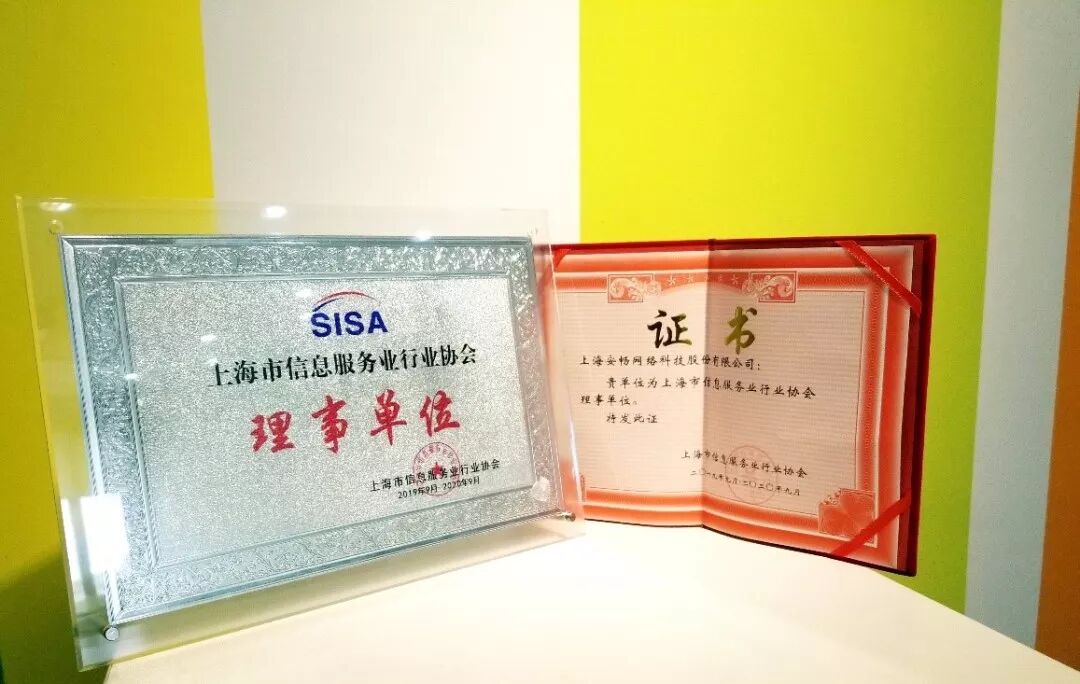 SISA
上海市信息服务业行业协会
理事单位
上海市信息服务业行业协会
2019年9月-2020年9月
证书
上海安畅网络科技股份有限公司：
贵单位为上海市信息服务业行业协会
理事单位。
特发此证
上海市信息服务业行业协会
二〇一九年九月-二〇二〇年九月